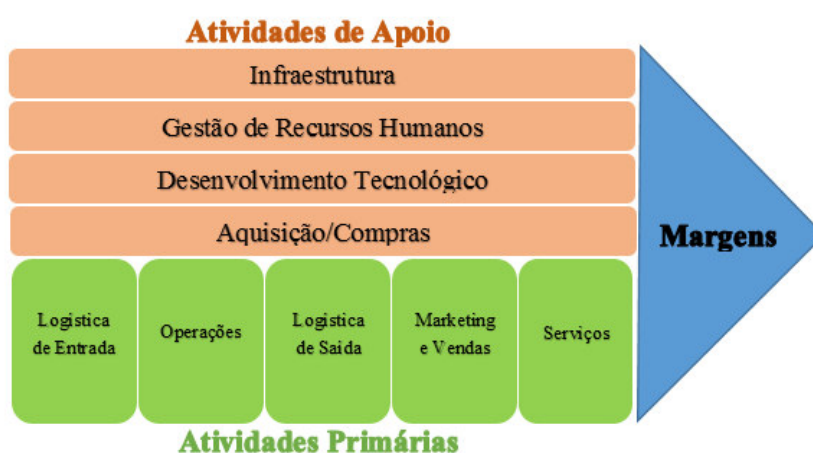 Atividades de Apoio
Infraestrutura
Gestão de Recursos Humanos
Desenvolvimento Tecnológico
Aquisição/Compras
Margens
Logistica
de Entrada
Operações
Logistica
de Saída
Marketing
e Vendas
Serviços
Atividades Primárias